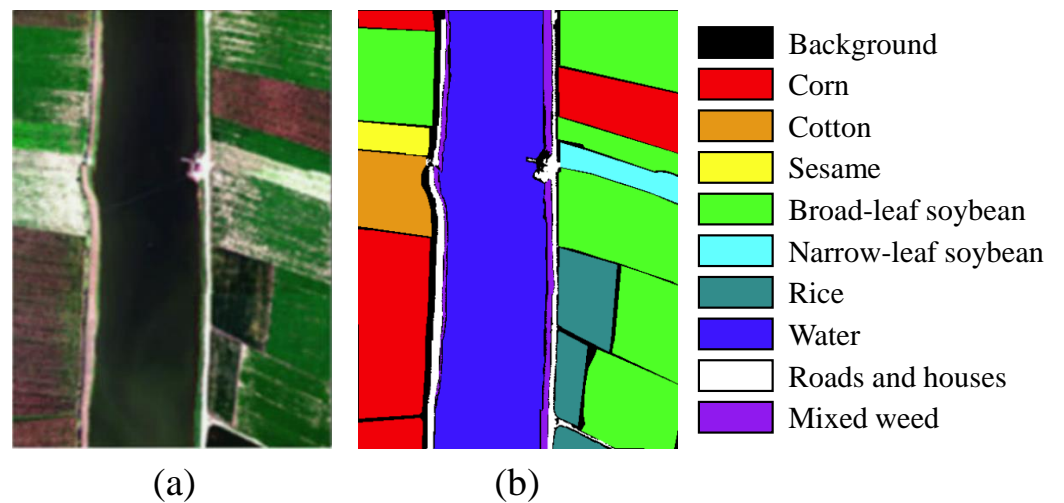 Background
Corn
Cotton
Sesame
Broad-leaf soybean
Narrow-leaf soybean
Rice
Water
Roads and houses
Mixed weed
(a)
(b)